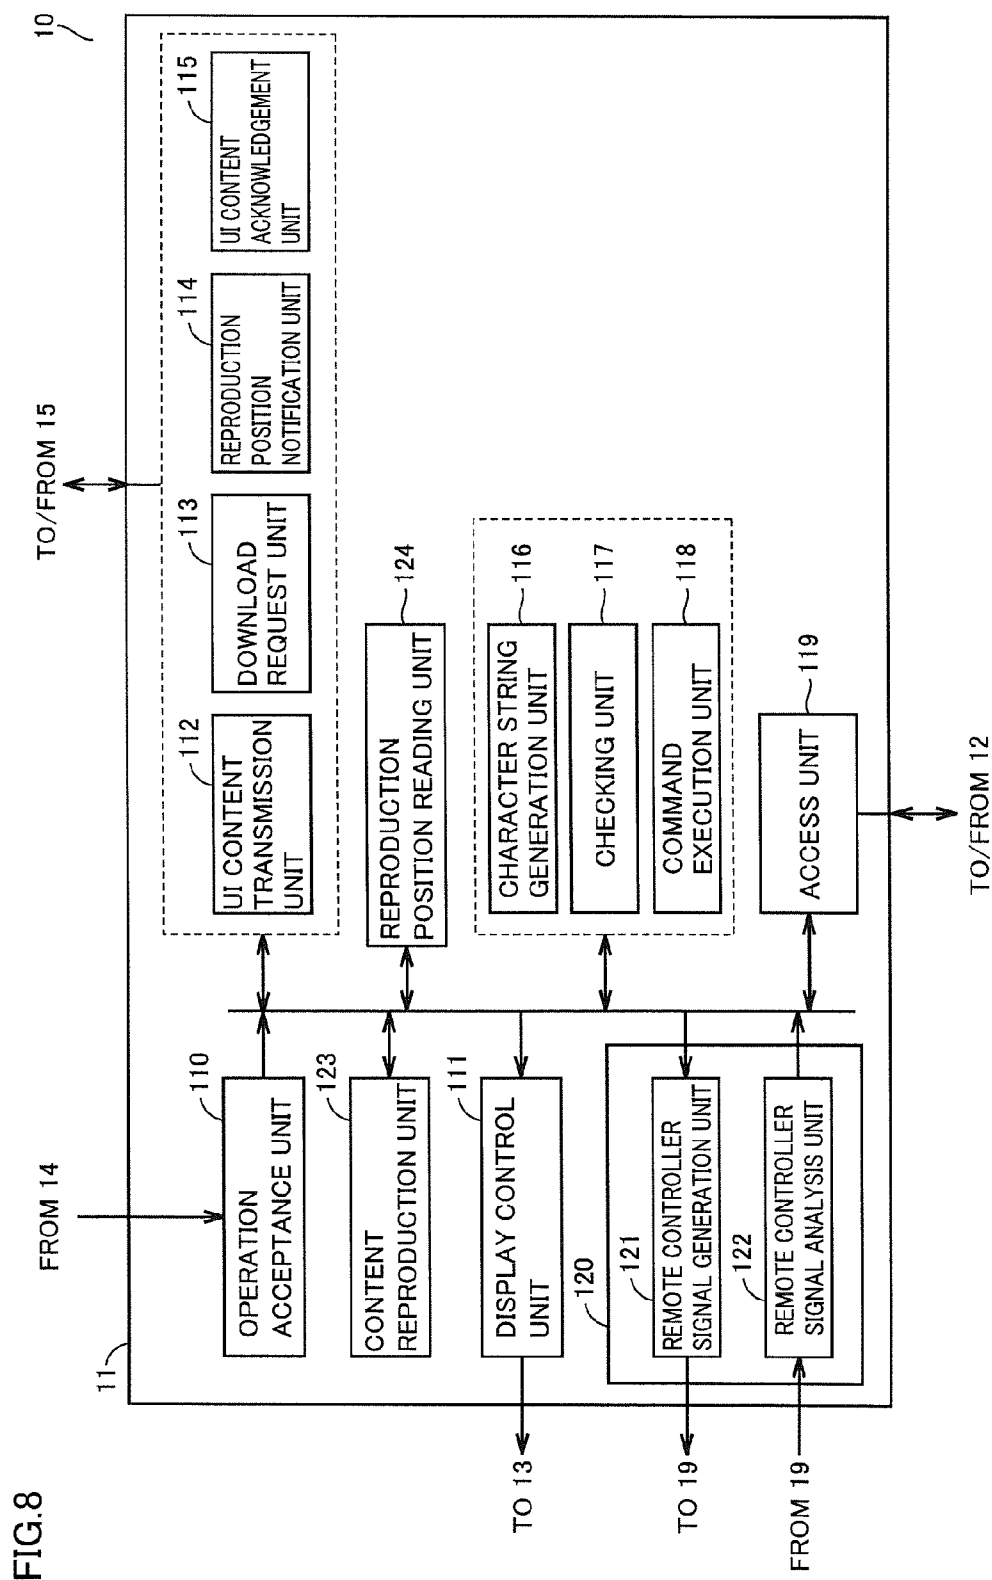 FIG.8
10
11
FROM 14
TO/FROM 15
110
OPERATION
ACCEPTANCE UNIT
112
UI CONTENT
TRANSMISSION
UNIT
113
DOWNLOAD
REQUEST UNIT
114
REPRODUCTION
POSITION
NOTIFICATION UNIT
115
UI CONTENT
ACKNOWLEDGEMENT
UNIT
123
CONTENT
REPRODUCTION UNIT
REPRODUCTION
POSITION READING UNIT
124
111
DISPLAY CONTROL
UNIT
TO 13
CHARACTER STRING
GENERATION UNIT
116
CHECKING UNIT
117
COMMAND
EXECUTION UNIT
118
120
121
REMOTE CONTROLLER
SIGNAL GENERATION UNIT
TO 19
122
REMOTE CONTROLLER
SIGNAL ANALYSIS UNIT
FROM 19
ACCESS UNIT
119
TO/FROM 12